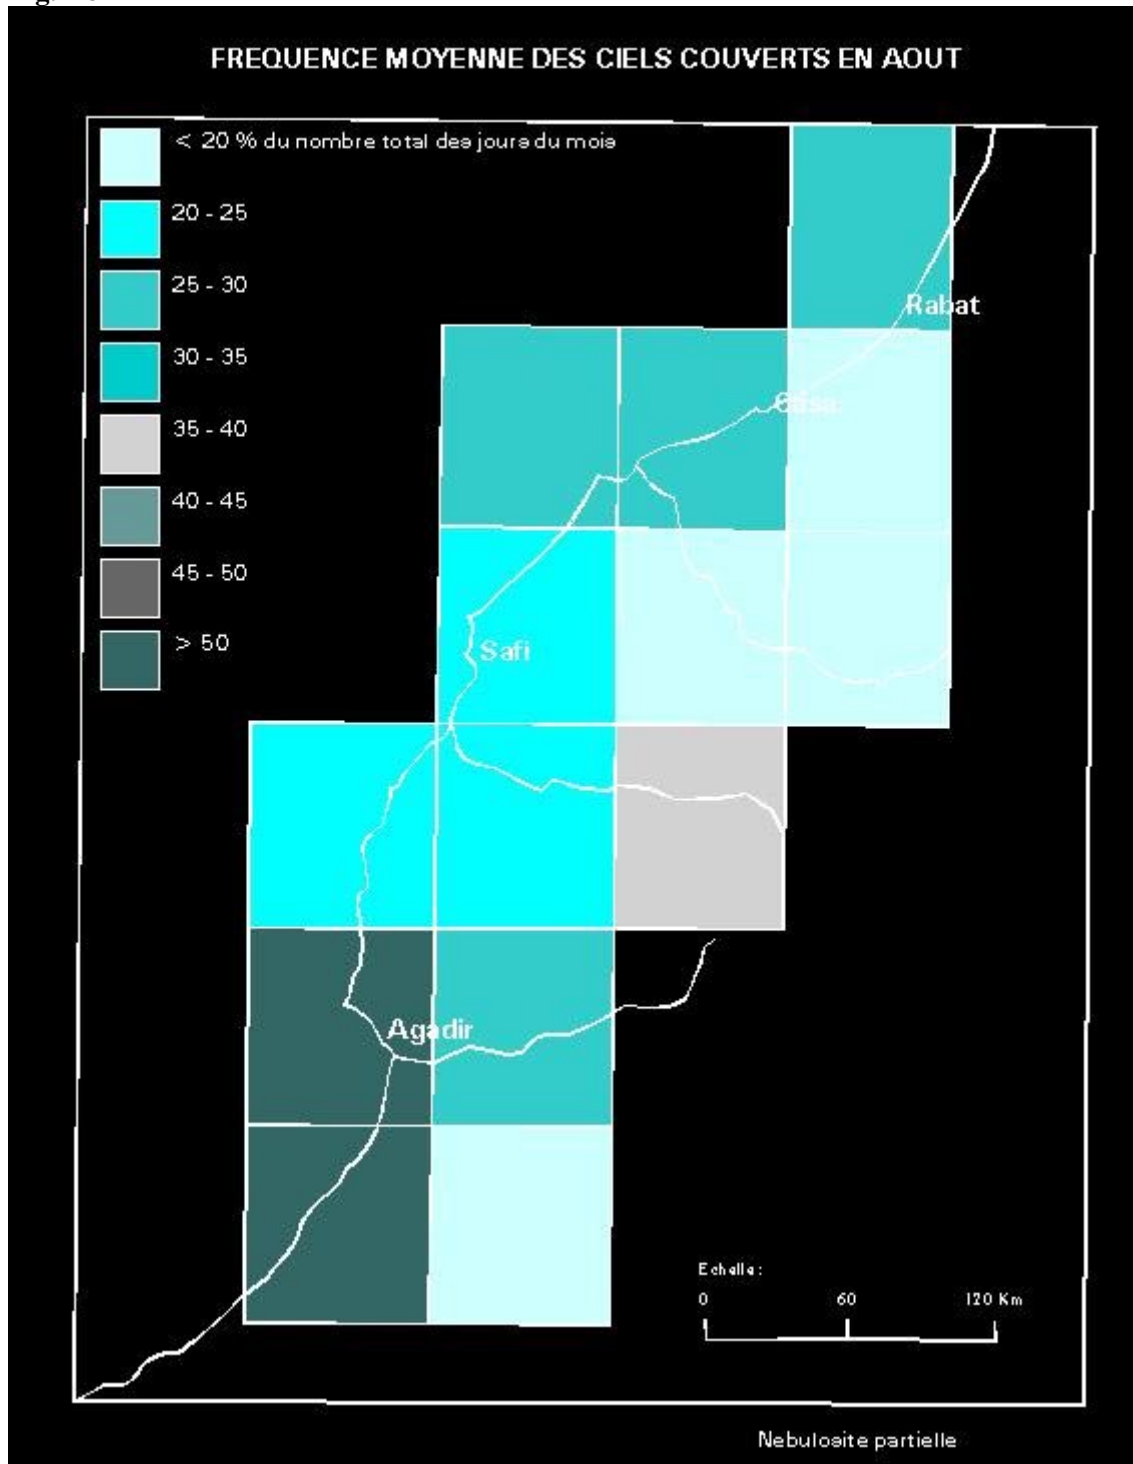 FREQUENCE MOYENNE DES CIELS COUVERTS EN AOUT
< 20 % du nombre total des jours du mois
20 - 25
25 - 30
30 - 35
35 - 40
40 - 45
45 - 50
> 50
Rabat
Safi
Agadir
Echelle :
0 60 120 Km
Nebulosite partielle